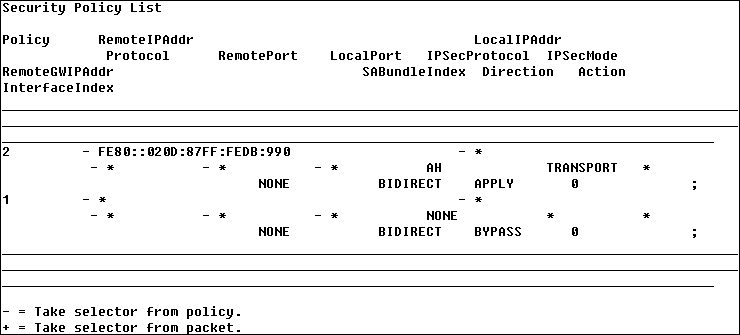 Security Policy List
Policy RemoteIPAddr LocalIPAddr
Protocol RemotePort LocalPort IPSecProtocol IPSecMode
RemoteGWIPAddr SABundleIndex Direction Action
InterfaceIndex
2 - FE80::020D:87FF:FEDB:990 - *
- * - * - * AH TRANSPORT *
NONE BIDIRECT APPLY 0 ;
1 - * - *
- * - * - * NONE * *
NONE BIDIRECT BYPASS 0 ;
- = Take selector from policy.
+ = Take selector from packet.